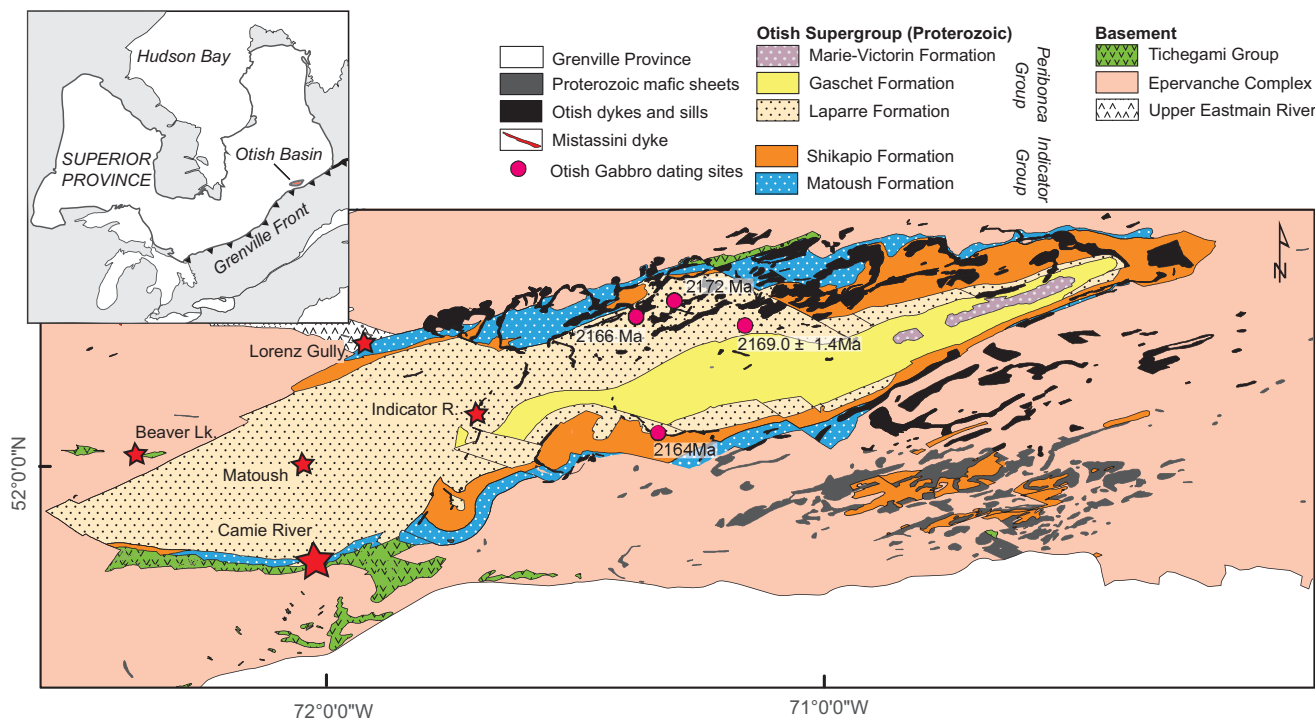 Hudson Bay
SUPERIOR
PROVINCE
Otish Basin
Grenville Front
Grenville Province
Proterozoic mafic sheets
Otish dykes and sills
Mistassini dyke
Otish Gabbro dating sites
Otish Supergroup (Proterozoic)
Marie-Victorin Formation
Gaschet Formation
Laparre Formation
Peribonca
Group
Shikapio Formation
Matoush Formation
Indicator
Group
Basement
Tichegami Group
Epervanche Complex
Upper Eastmain River
N
2172 Ma
2166 Ma
2169.0 ± 1.4Ma
Lorenz Gully
Indicator R.
Beaver Lk.
2164Ma
Matoush
Camie River
52°0'0"N
72°0'0"W
71°0'0"W